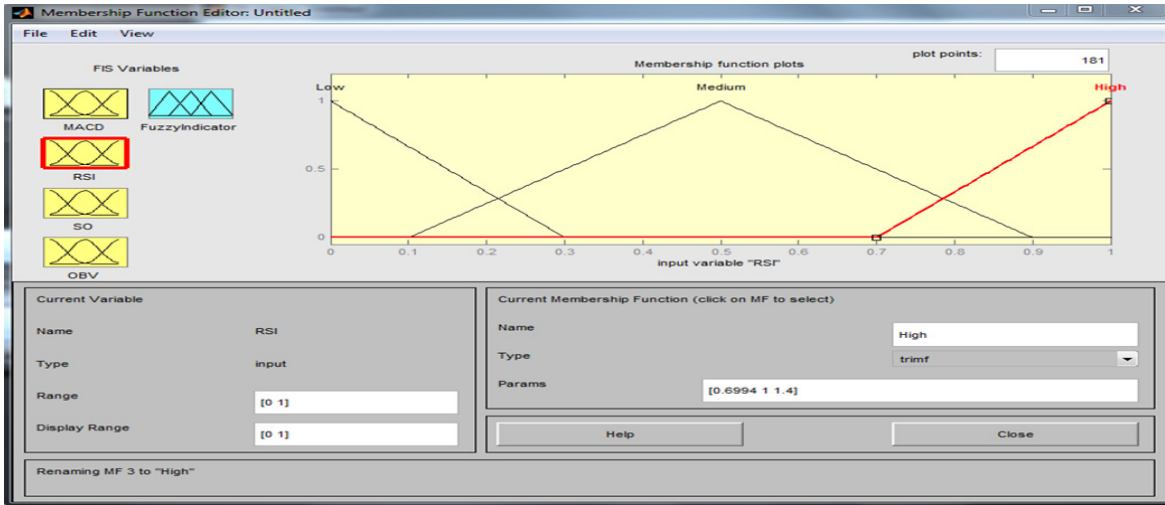 Membership Function Editor: Untitled
File Edit View
FIS Variables
MACD
FuzzyIndicator
RSI
SO
OBV
Membership function plots
plot points:
181
Low
Medium
High
1
0.5
0
0 0.1 0.2 0.3 0.4 0.5 0.6 0.7 0.8 0.9 1
input variable "RSI"
Current Variable
Name RSI
Type input
Range [0 1]
Display Range [0 1]
Current Membership Function (click on MF to select)
Name High
Type trimf
Params [0.6994 1 1.4]
Help Close
Renaming MF 3 to "High"